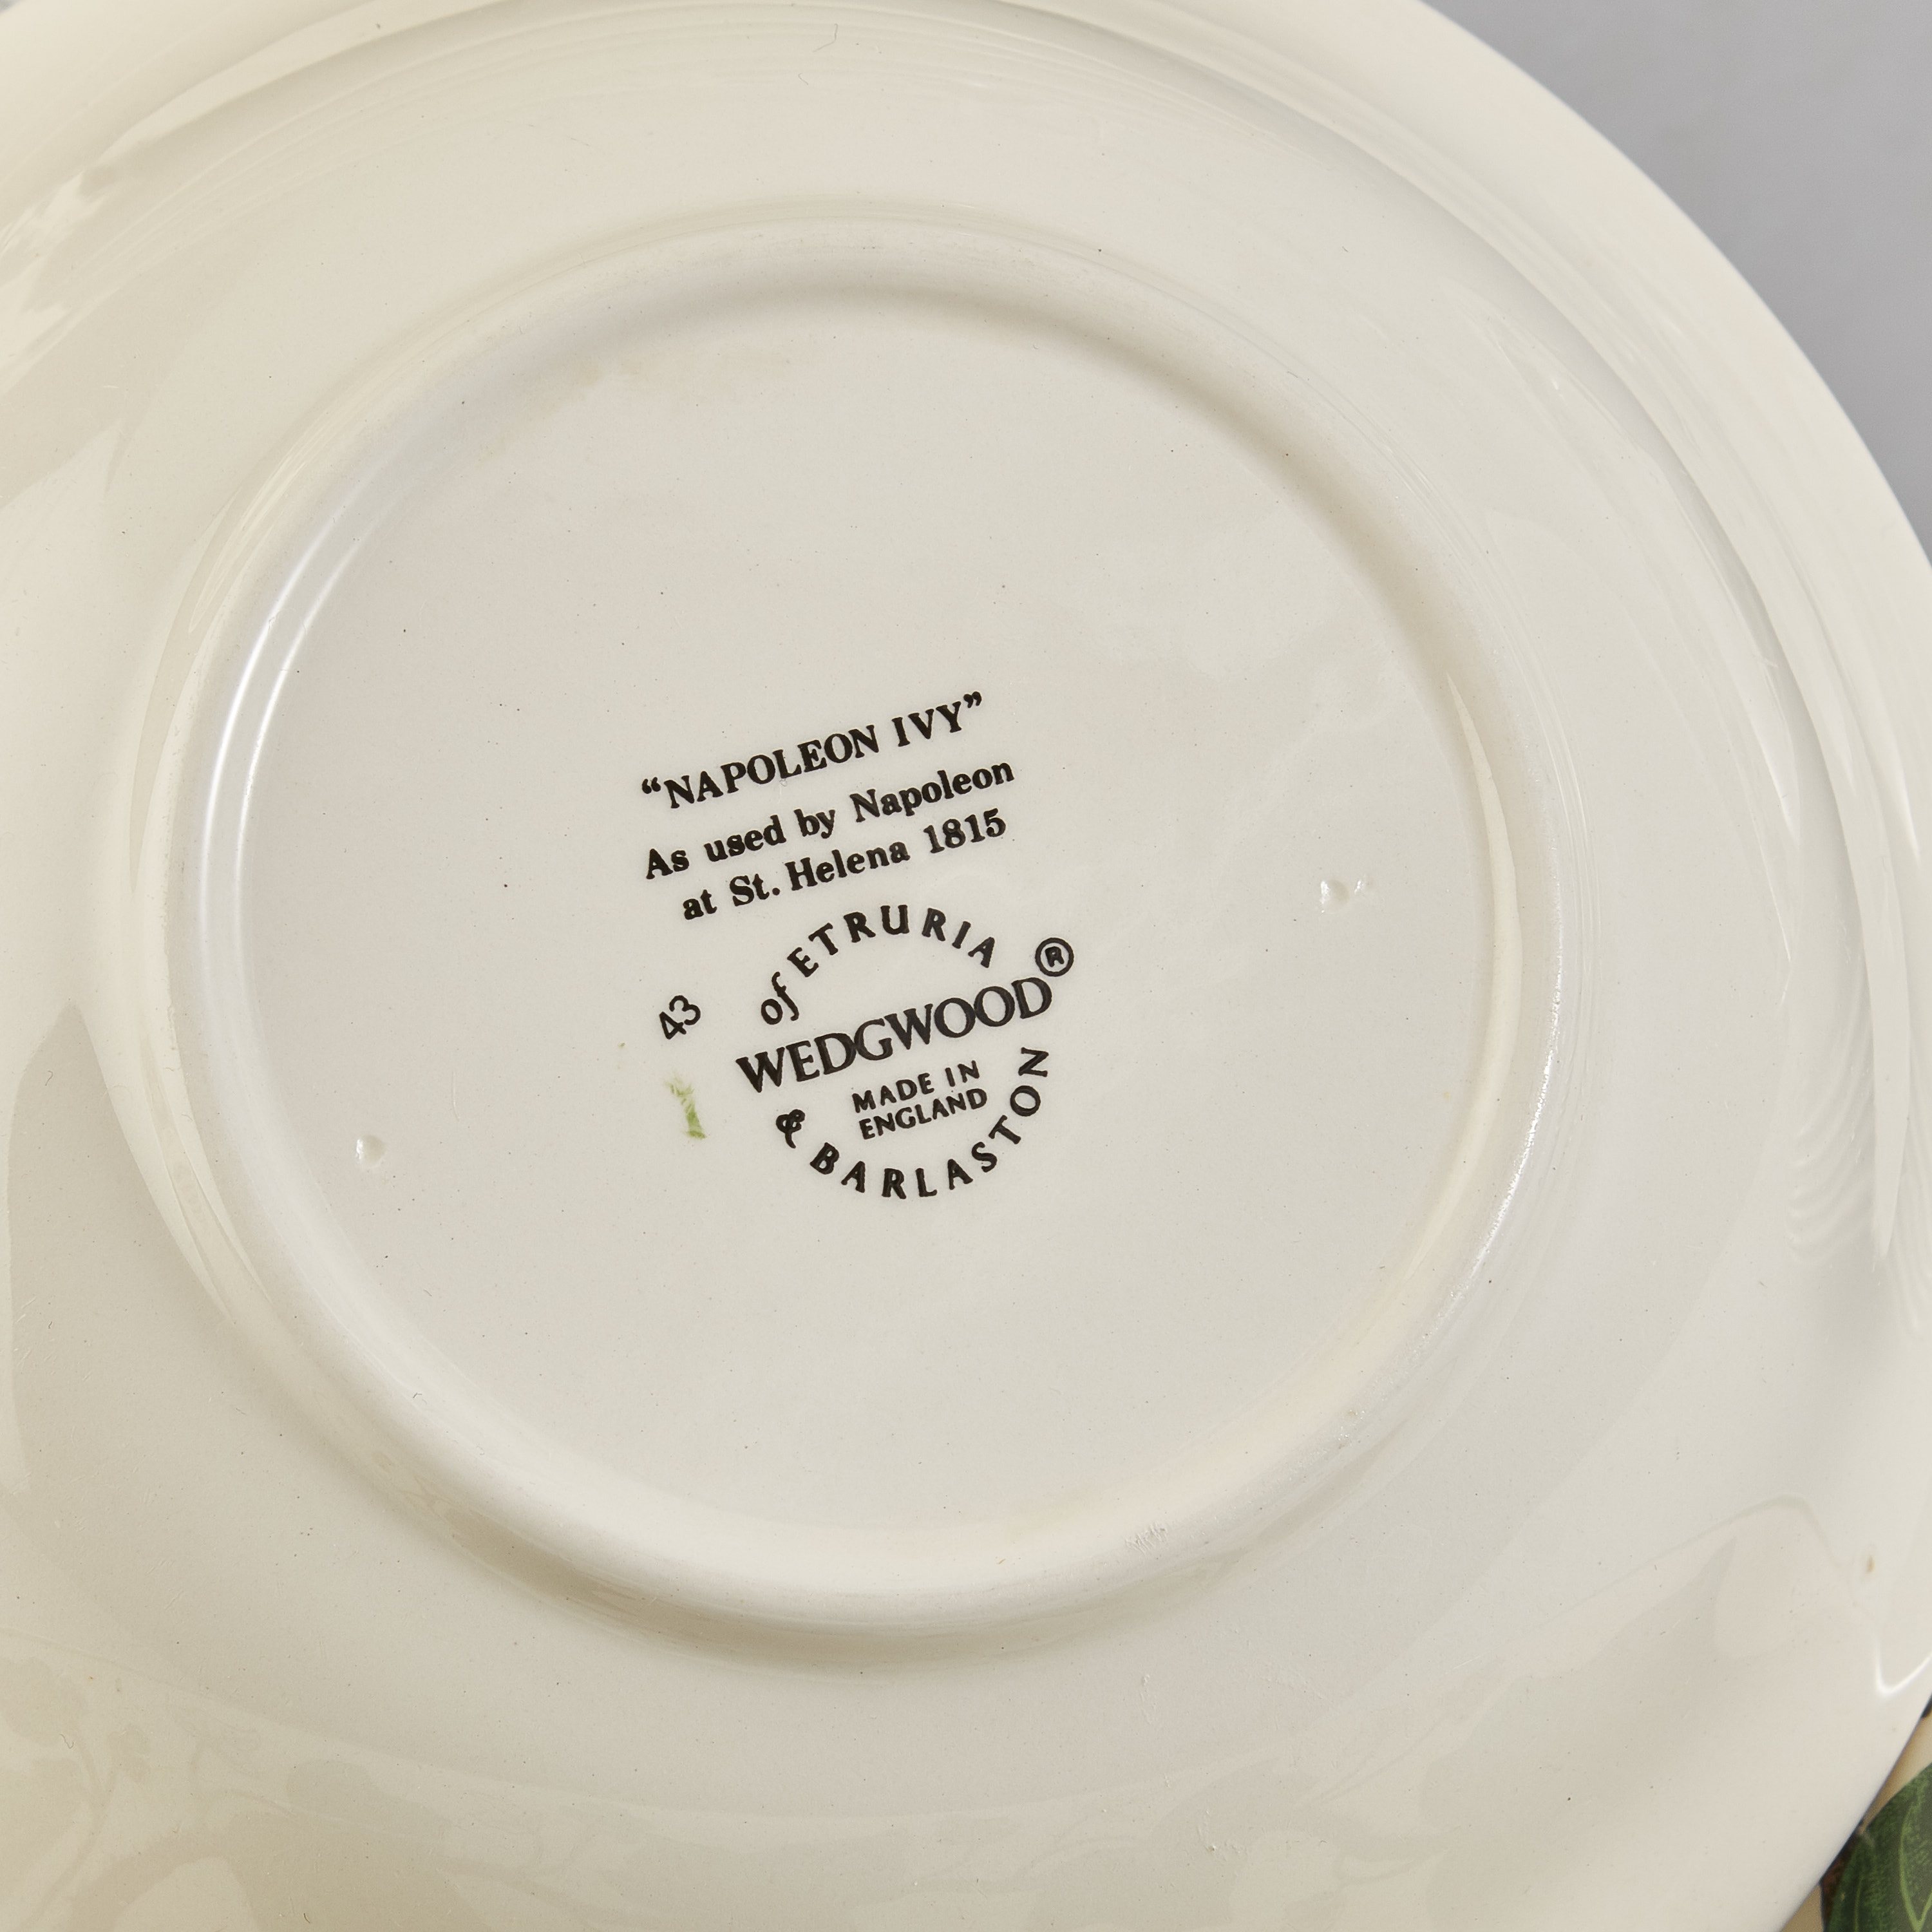 “NAPOLEON IVY”
As used by Napoleon
at St. Helena 1815
of ETRURIA
43
WEDGWOOD®
MADE IN
ENGLAND
& BARLASTON